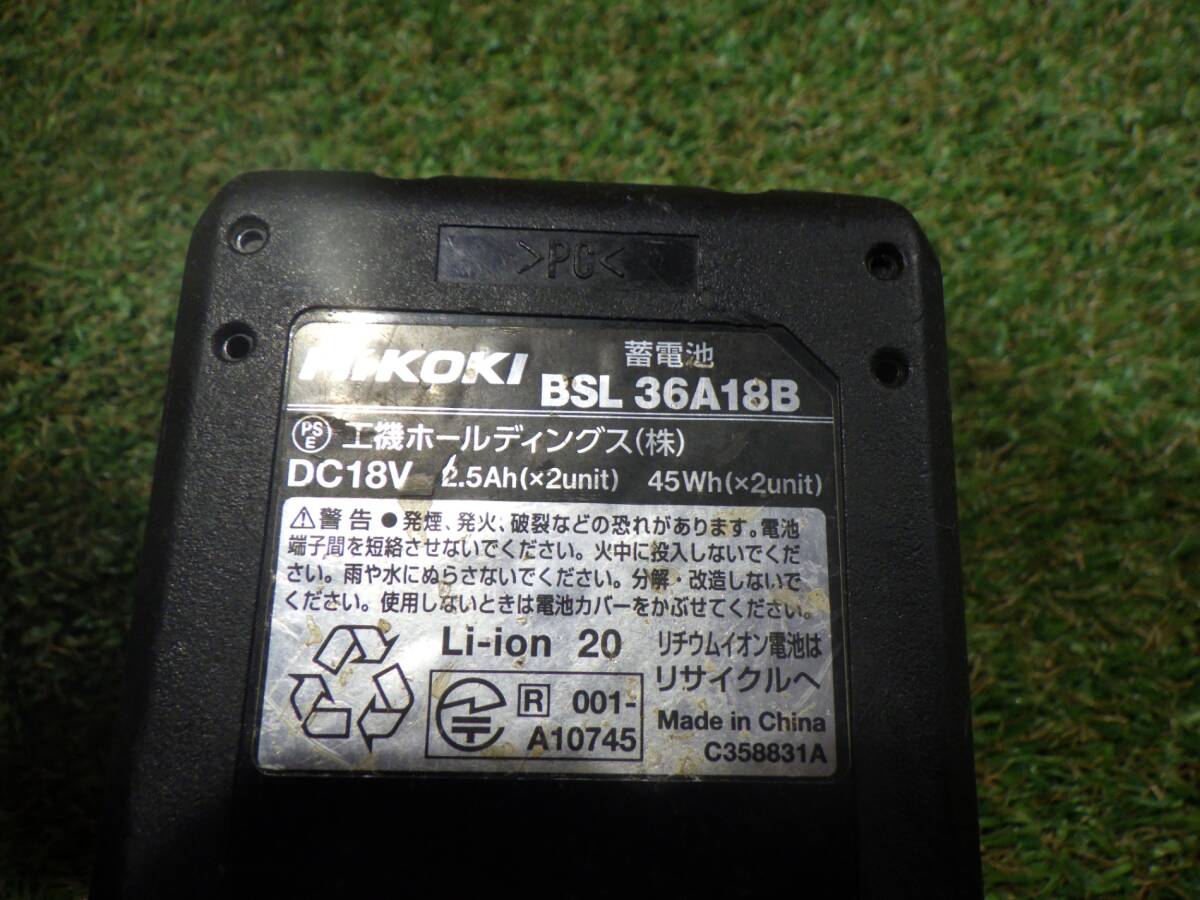 >PC<
HiKOKI
蓄電池
BSL 36A18B
PSE 工機ホールディングス(株)
DC18V 2.5Ah(×2unit) 45Wh(×2unit)
⚠警告 ●発煙、発火、破裂などの恐れがあります。電池
端子間を短絡させないでください。火中に投入しないでくだ
さい。雨や水にぬらさないでください。分解・改造しないで
ください。使用しないときは電池カバーをかぶせてください。
Li-ion 20
リチウムイオン電池は
リサイクルへ
R 001-
A10745
Made in China
C358831A